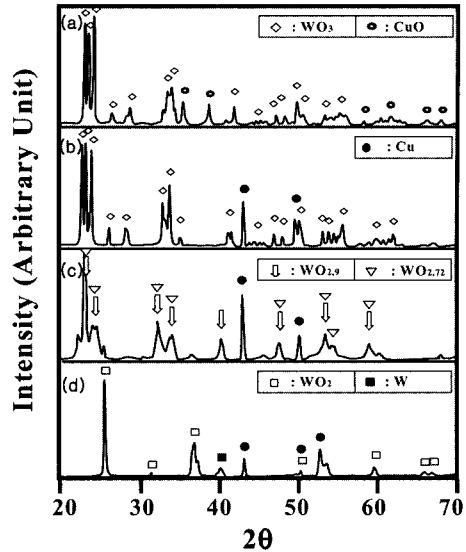 Intensity (Arbitrary Unit)
(a)
: WO3 : CuO
(b)
: Cu
(c)
: WO2.9 : WO2.72
(d)
: WO2 : W
20 30 40 50 60 70
2θ